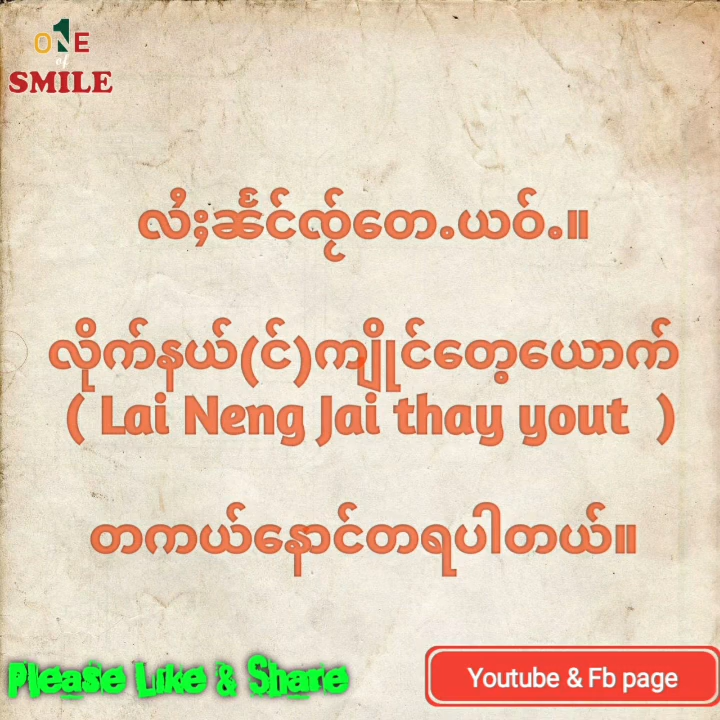 ONE
of
SMILE
လႆႈၼႅင်ၸႂ်တေႉယဝ်ႉ။
လိုက်နယ်(င်)ကျိုင်တွေ့ယောက်
( Lai Neng Jai thay yout )
တကယ်နောင်တရပါတယ်။
Please Like & Share
Youtube & Fb page